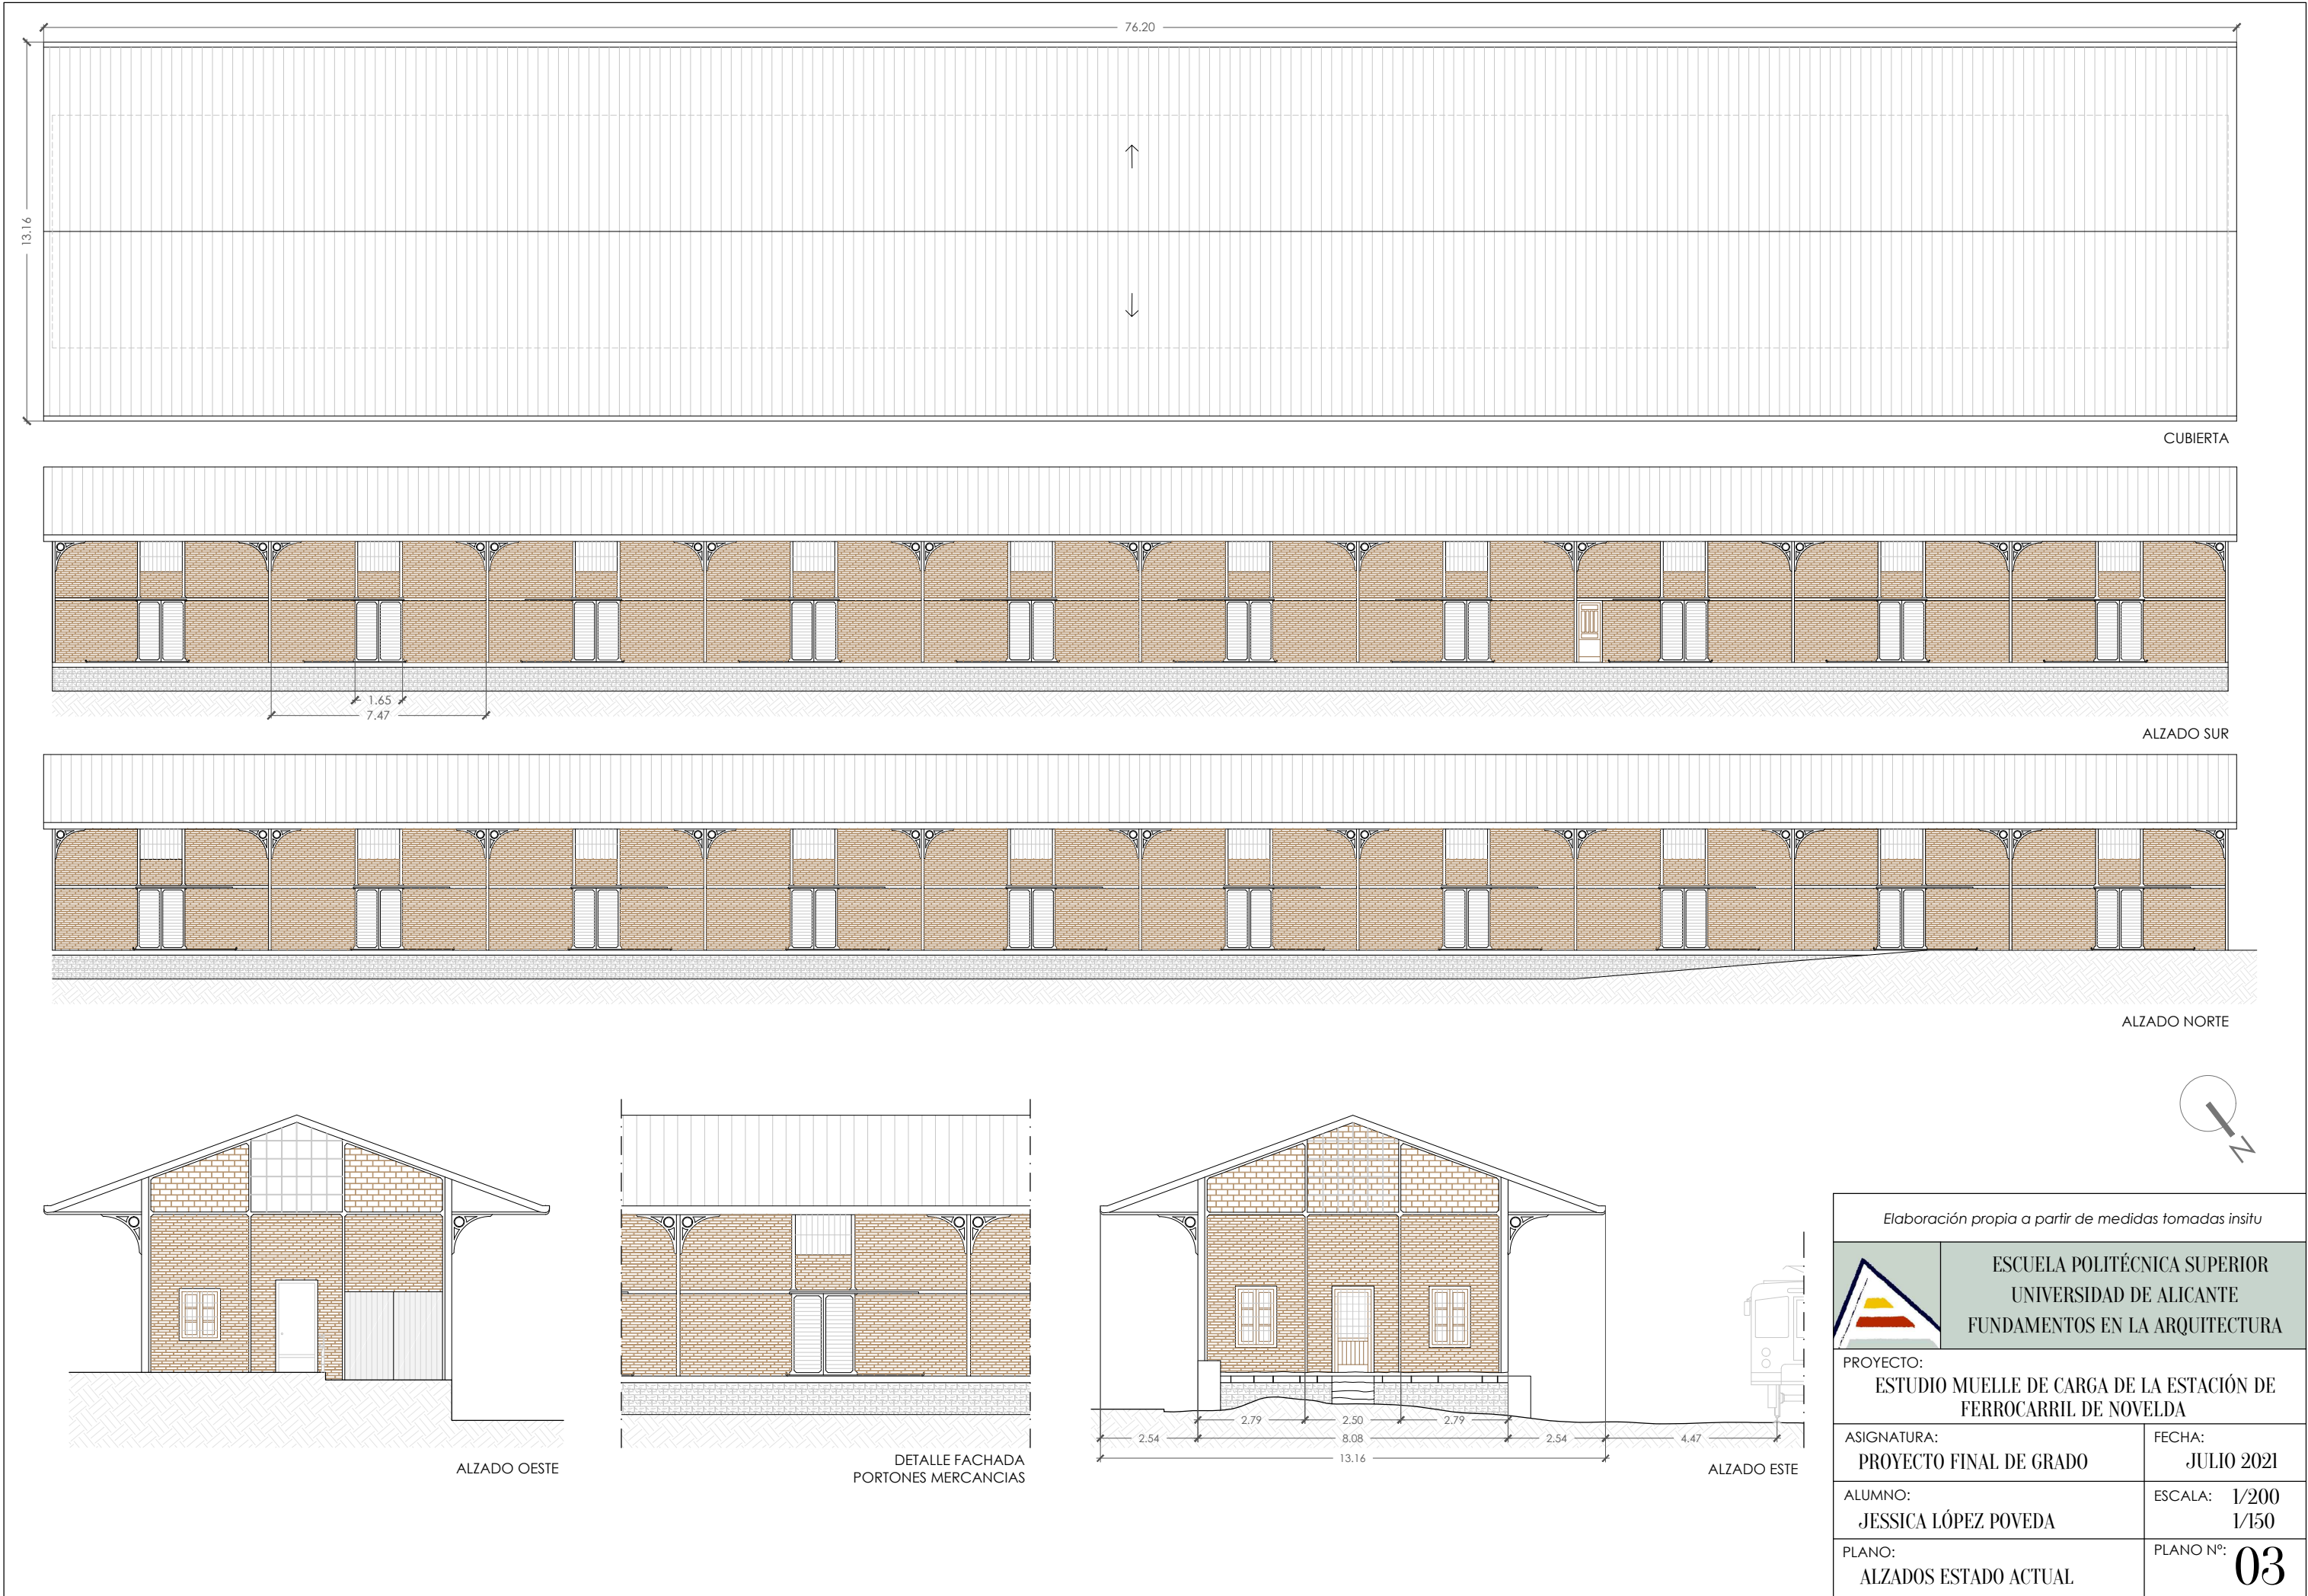 76.20
13.16
CUBIERTA
1.65
7.47
ALZADO SUR
ALZADO NORTE
N
ALZADO OESTE
DETALLE FACHADA
PORTONES MERCANCIAS
2.79 2.50 2.79
2.54 8.08 2.54 4.47
13.16
ALZADO ESTE
Elaboración propia a partir de medidas tomadas insitu
ESCUELA POLITÉCNICA SUPERIOR
UNIVERSIDAD DE ALICANTE
FUNDAMENTOS EN LA ARQUITECTURA
PROYECTO:
ESTUDIO MUELLE DE CARGA DE LA ESTACIÓN DE
FERROCARRIL DE NOVELDA
ASIGNATURA:
PROYECTO FINAL DE GRADO
FECHA:
JULIO 2021
ALUMNO:
JESSICA LÓPEZ POVEDA
ESCALA: 1/200
1/150
PLANO:
ALZADOS ESTADO ACTUAL
PLANO Nº: 03